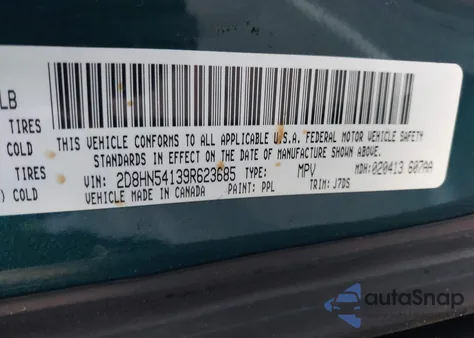 LB
TIRES THIS VEHICLE CONFORMS TO ALL APPLICABLE U.S.A. FEDERAL MOTOR VEHICLE SAFETY
COLD STANDARDS IN EFFECT ON THE DATE OF MANUFACTURE SHOWN ABOVE.
TIRES VIN: 2D8HN54139R623685 TYPE: MPV MDH: 020413 607AA
) COLD VEHICLE MADE IN CANADA PAINT: PPL TRIM: J7DS
autoSnap